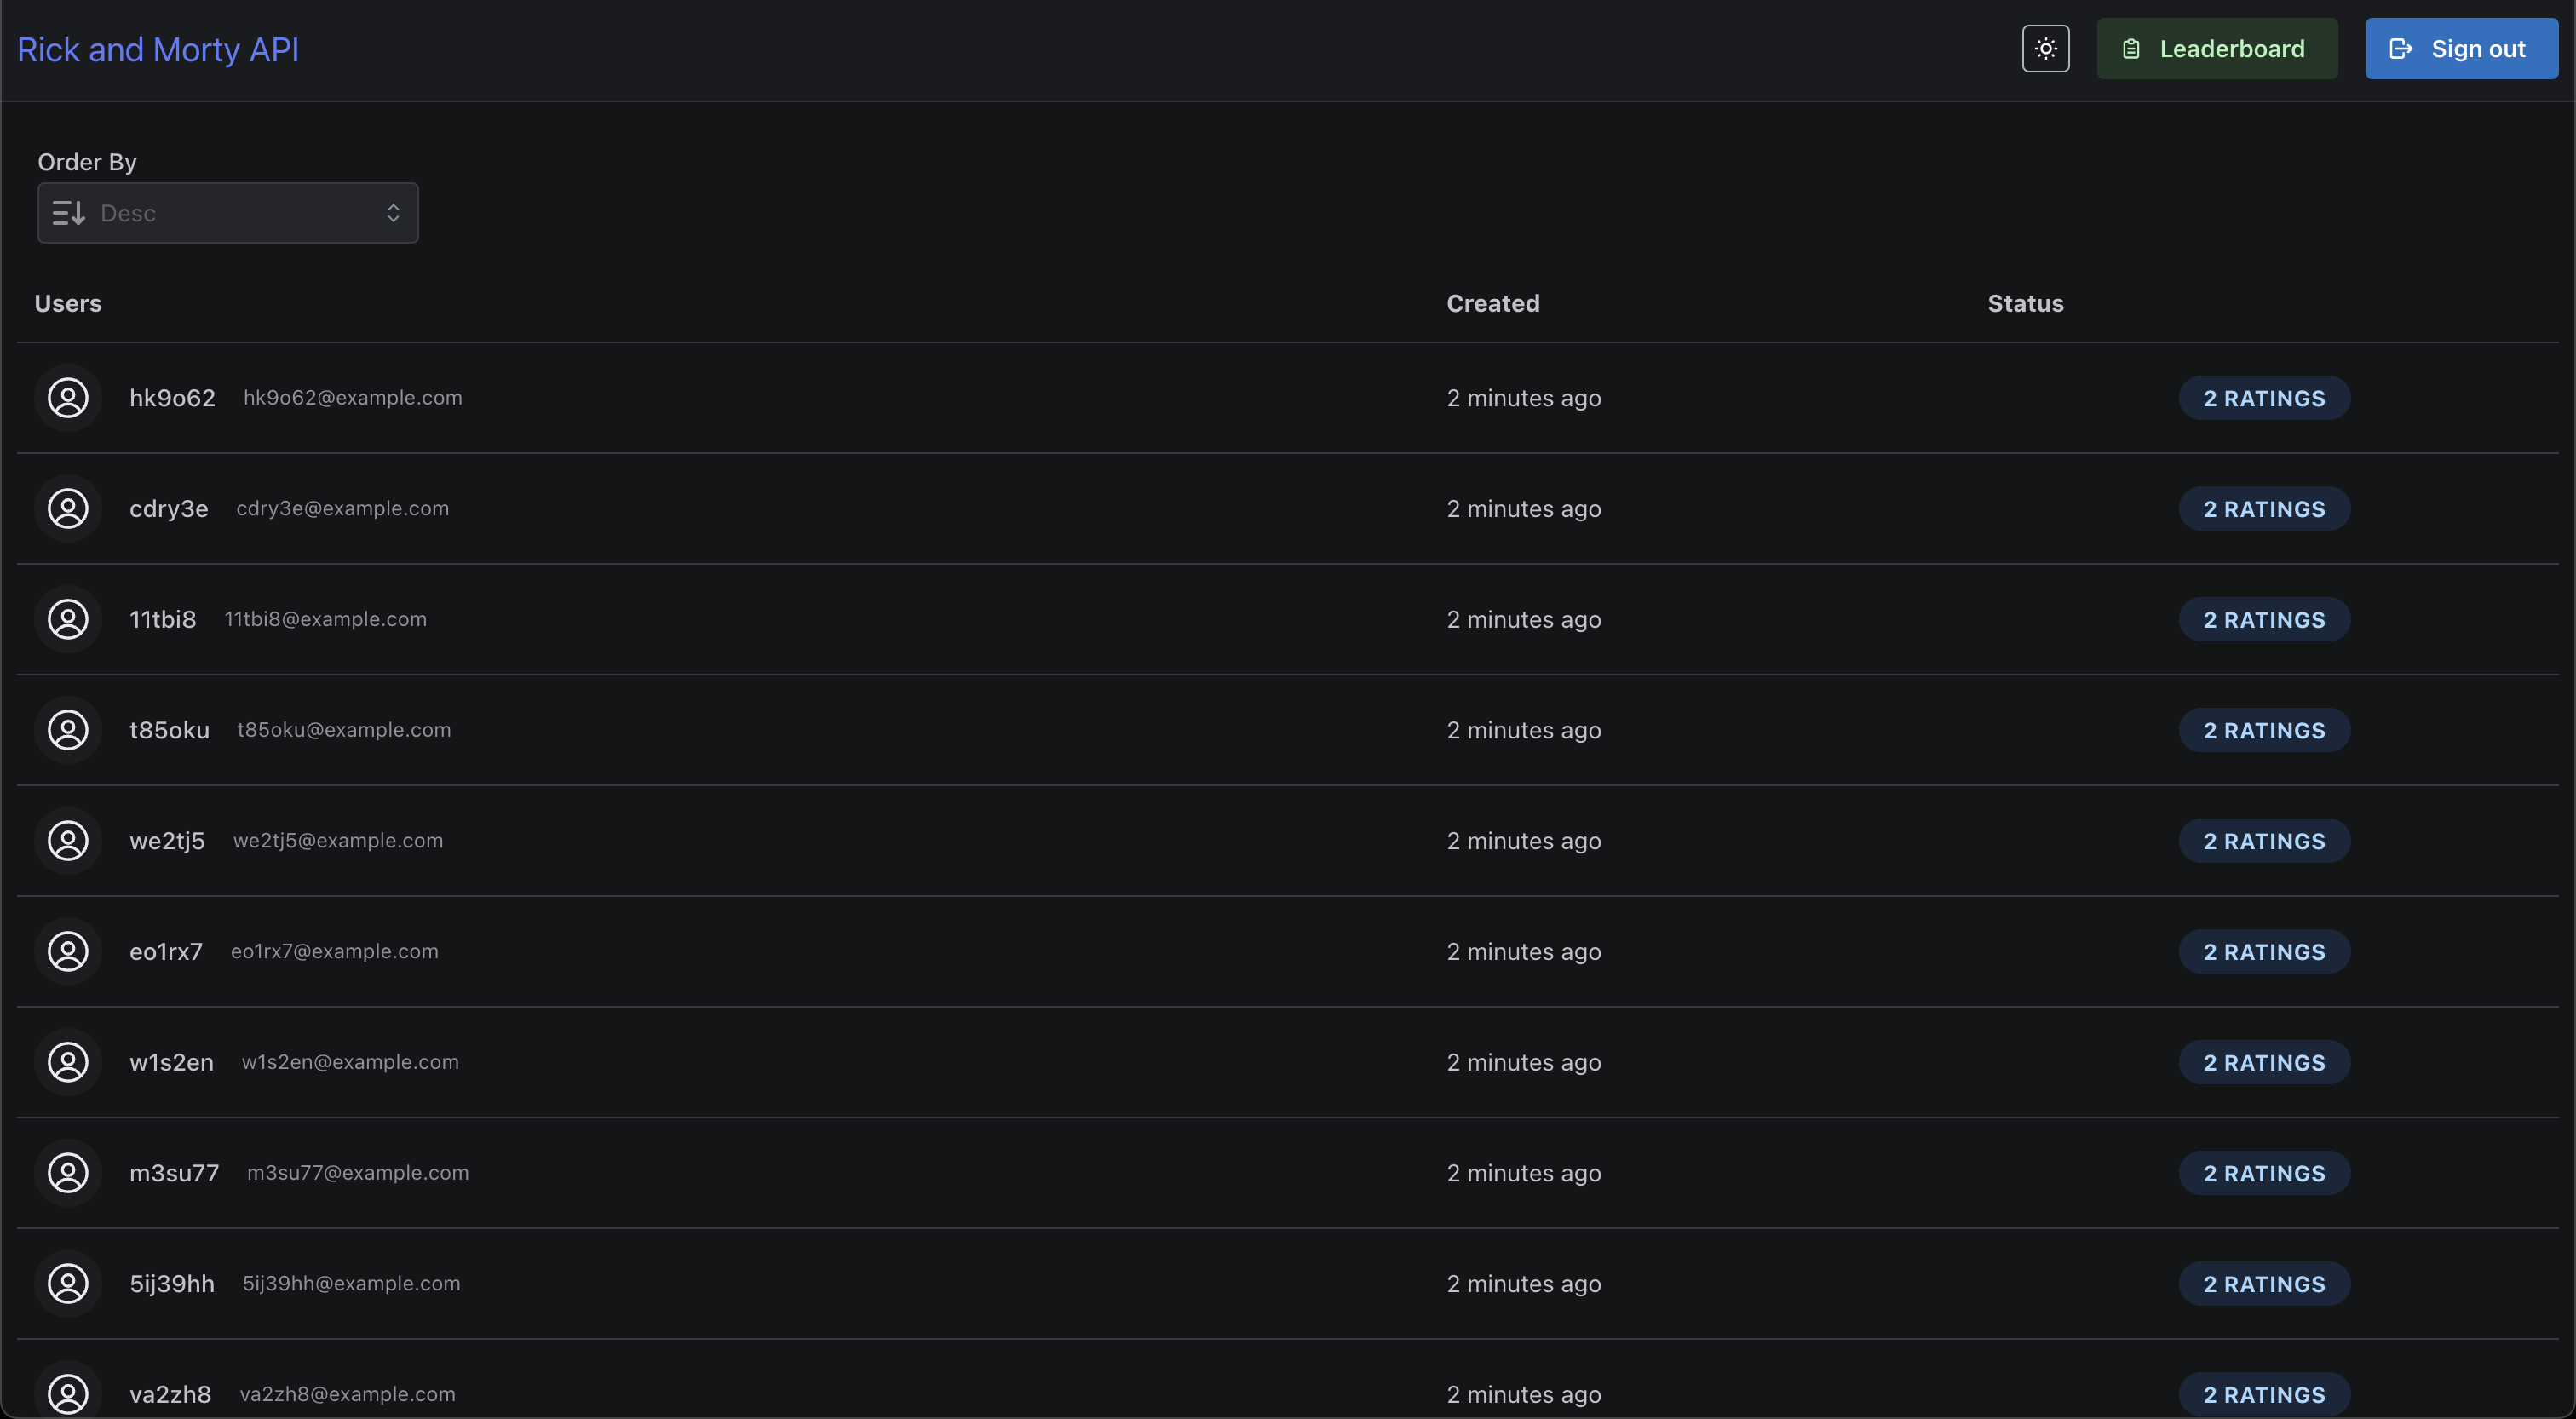 Rick and Morty API
Leaderboard
Sign out
Order By
Desc
Users Created Status
hk9o62 hk9o62@example.com 2 minutes ago 2 RATINGS
cdry3e cdry3e@example.com 2 minutes ago 2 RATINGS
11tbi8 11tbi8@example.com 2 minutes ago 2 RATINGS
t85oku t85oku@example.com 2 minutes ago 2 RATINGS
we2tj5 we2tj5@example.com 2 minutes ago 2 RATINGS
eo1rx7 eo1rx7@example.com 2 minutes ago 2 RATINGS
w1s2en w1s2en@example.com 2 minutes ago 2 RATINGS
m3su77 m3su77@example.com 2 minutes ago 2 RATINGS
5ij39hh 5ij39hh@example.com 2 minutes ago 2 RATINGS
va2zh8 va2zh8@example.com 2 minutes ago 2 RATINGS